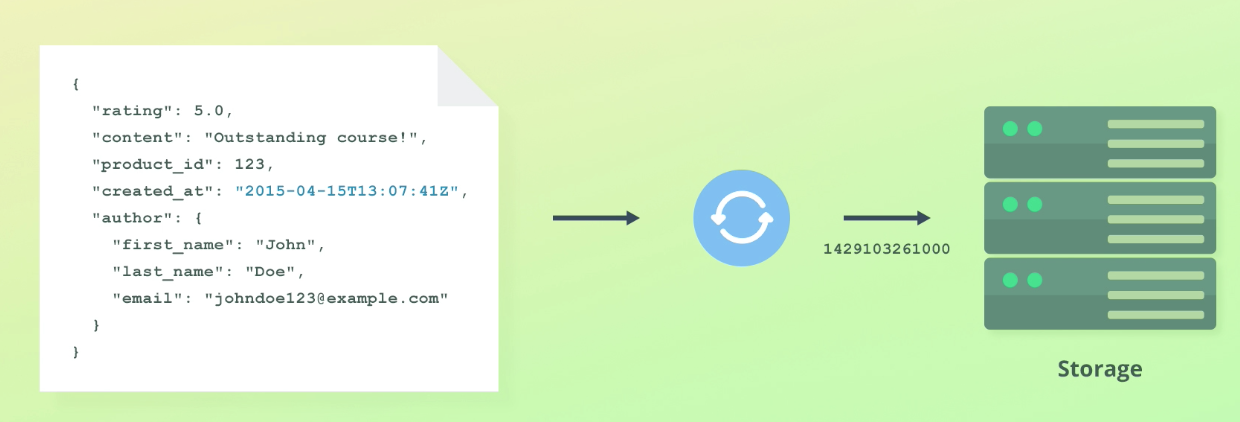 {
"rating": 5.0,
"content": "Outstanding course!",
"product_id": 123,
"created_at": "2015-04-15T13:07:41Z",
"author": {
"first_name": "John",
"last_name": "Doe",
"email": "johndoe123@example.com"
}
}
1429103261000
Storage